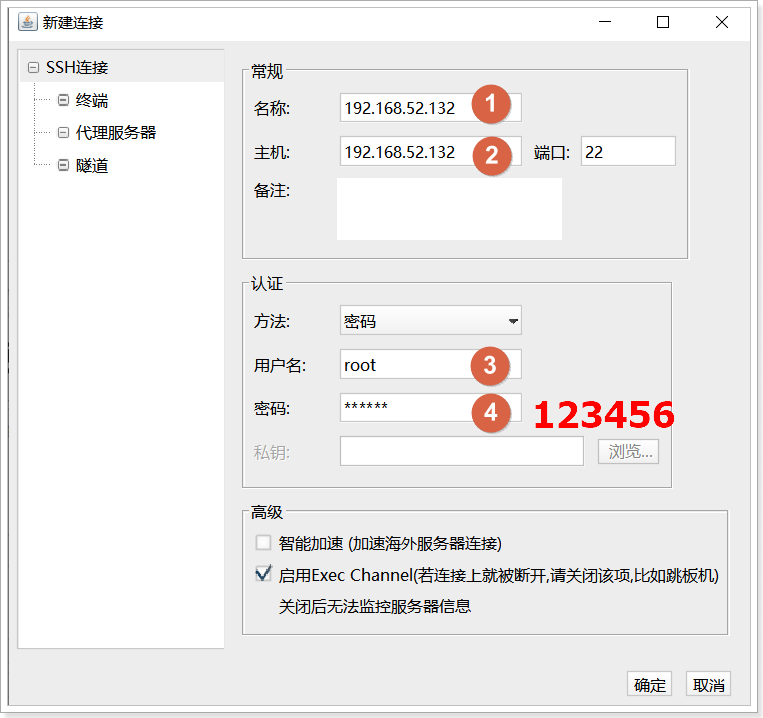 新建连接
SSH连接
终端
代理服务器
隧道
常规
名称: 192.168.52.132 1
主机: 192.168.52.132 2 端口: 22
备注:
认证
方法: 密码
用户名: root 3
密码: ****** 4 123456
私钥: 浏览...
高级
智能加速 (加速海外服务器连接)
启用Exec Channel(若连接上就被断开,请关闭该项,比如跳板机)
关闭后无法监控服务器信息
确定 取消